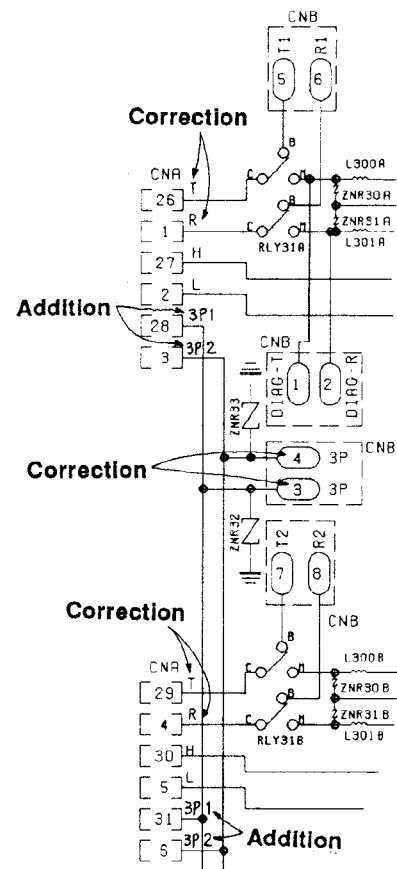 CNB
T1 R1
5 6
Correction
B
CNA
T
L300A
26 C M
ZNR30A
R B
1 C M
ZNR31A
RLY31A L301A
H
27
L
2
Addition
3P1
28
CNB
3P2
3
DIAG-T 1 2 DIAG-R
ZNR33
CNB
4 3P
Correction
3 3P
ZNR32
T2 R2
7 8
Correction
CNB
B
CNA
T
L300B
29 C M
ZNR30B
R B
4 C M
ZNR31B
RLY31B L301B
H
30
L
5
3P1
31
3P2
Addition
6